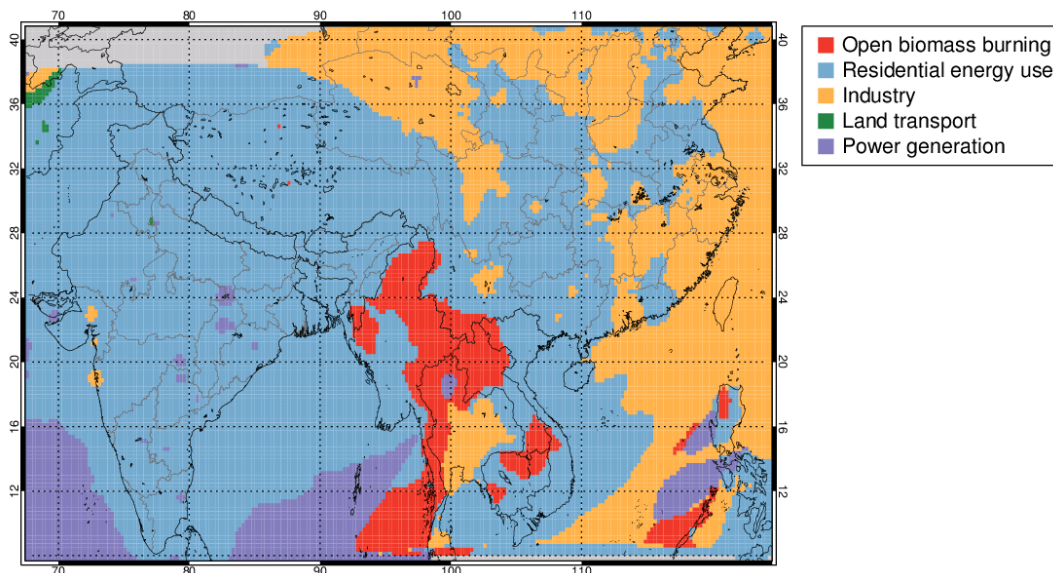 70 80 90 100 110
40 40
36 36
32 32
28 28
24 24
20 20
16 16
12 12
70 80 90 100 110
Open biomass burning
Residential energy use
Industry
Land transport
Power generation